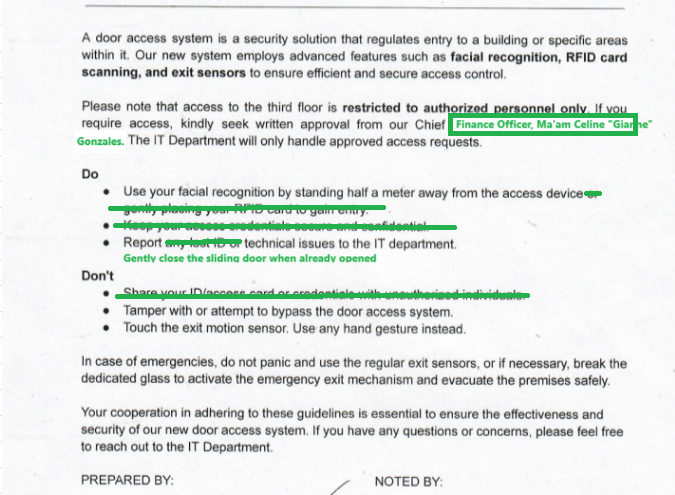 A door access system is a security solution that regulates entry to a building or specific areas
within it. Our new system employs advanced features such as facial recognition, RFID card
scanning, and exit sensors to ensure efficient and secure access control.
Please note that access to the third floor is restricted to authorized personnel only. If you
require access, kindly seek written approval from our Chief Finance Officer, Ma'am Celine "Gianne"
Gonzales. The IT Department will only handle approved access requests.
Do
• Use your facial recognition by standing half a meter away from the access device or
gently placing your RFID card to gain entry.
• Keep your access credentials secure and confidential.
• Report any lost ID or technical issues to the IT department.
Gently close the sliding door when already opened
Don't
• Share your ID/access card or credentials with unauthorized individuals.
• Tamper with or attempt to bypass the door access system.
• Touch the exit motion sensor. Use any hand gesture instead.
In case of emergencies, do not panic and use the regular exit sensors, or if necessary, break the
dedicated glass to activate the emergency exit mechanism and evacuate the premises safely.
Your cooperation in adhering to these guidelines is essential to ensure the effectiveness and
security of our new door access system. If you have any questions or concerns, please feel free
to reach out to the IT Department.
PREPARED BY: NOTED BY: